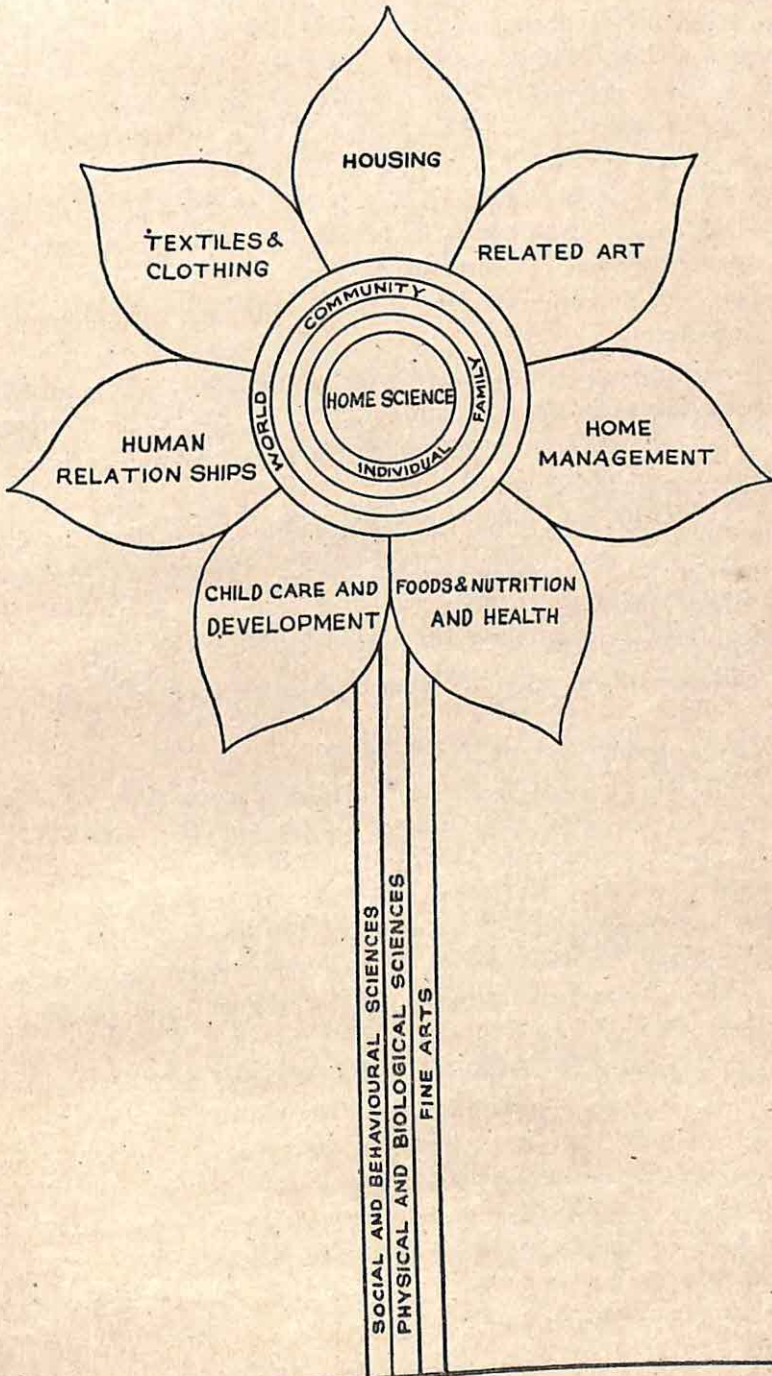 HOUSING
TEXTILES &
CLOTHING
RELATED ART
COMMUNITY
WORLD
FAMILY
HOME SCIENCE
INDIVIDUAL
HUMAN
RELATION SHIPS
HOME
MANAGEMENT
CHILD CARE AND
DEVELOPMENT
FOODS & NUTRITION
AND HEALTH
SOCIAL AND BEHAVIOURAL SCIENCES
PHYSICAL AND BIOLOGICAL SCIENCES
FINE ARTS